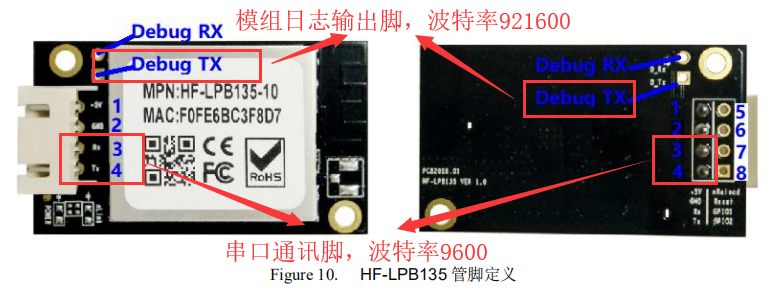 模组日志输出脚，波特率921600
Debug RX
Debug TX
MPN:HF-LPB135-10
MAC:F0FE6BC3F8D7
+5V 1
GND 2
Rx 3
Tx 4
CE
FC
RoHS
POWER
nLink
Debug RX
D_Rx
Debug TX
D_Tx
1 5
2 6
3 7
4 8
PCB2018.01
HF-LPB135 VER 1.0
+5V nReload
GND Reset
Rx GPIO1
Tx GPIO2
串口通讯脚，波特率9600
Figure 10. HF-LPB135 管脚定义